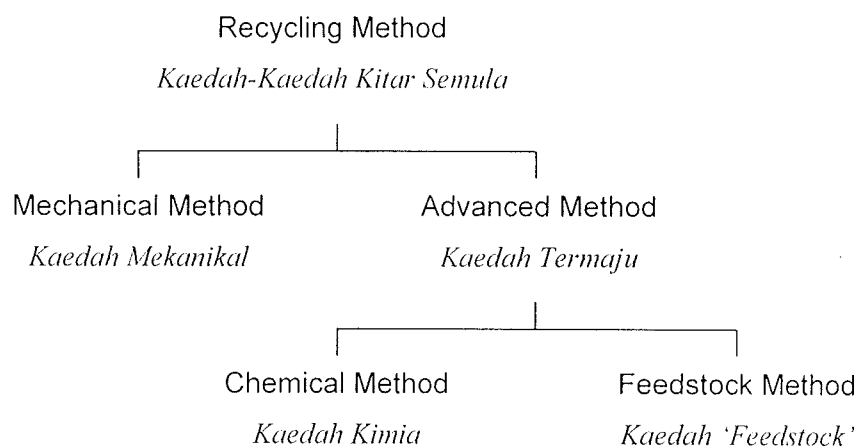 Recycling Method
Kaedah-Kaedah Kitar Semula
Mechanical Method
Advanced Method
Kaedah Mekanikal
Kaedah Termaju
Chemical Method
Feedstock Method
Kaedah Kimia
Kaedah ‘Feedstock’